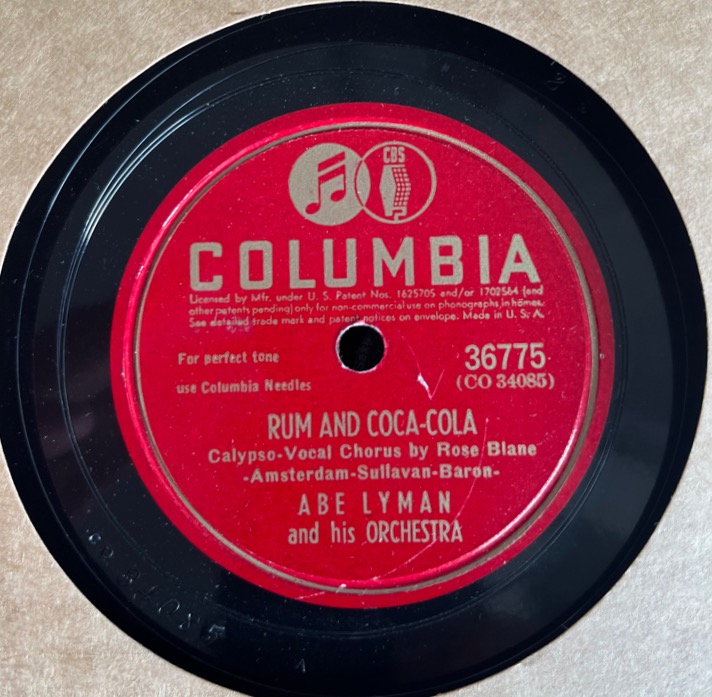 CBS
COLUMBIA
Licensed by Mfr. under U. S. Patent Nos. 1625705 and/or 1702564 (and
other patents pending) only for non-commercial use on phonographs in homes.
See detailed trade mark and patent notices on envelope. Made in U. S. A.
For perfect tone
use Columbia Needles
36775
(CO 34085)
RUM AND COCA-COLA
Calypso-Vocal Chorus by Rose Blane
-Amsterdam-Sullavan-Baron-
ABE LYMAN
and his ORCHESTRA